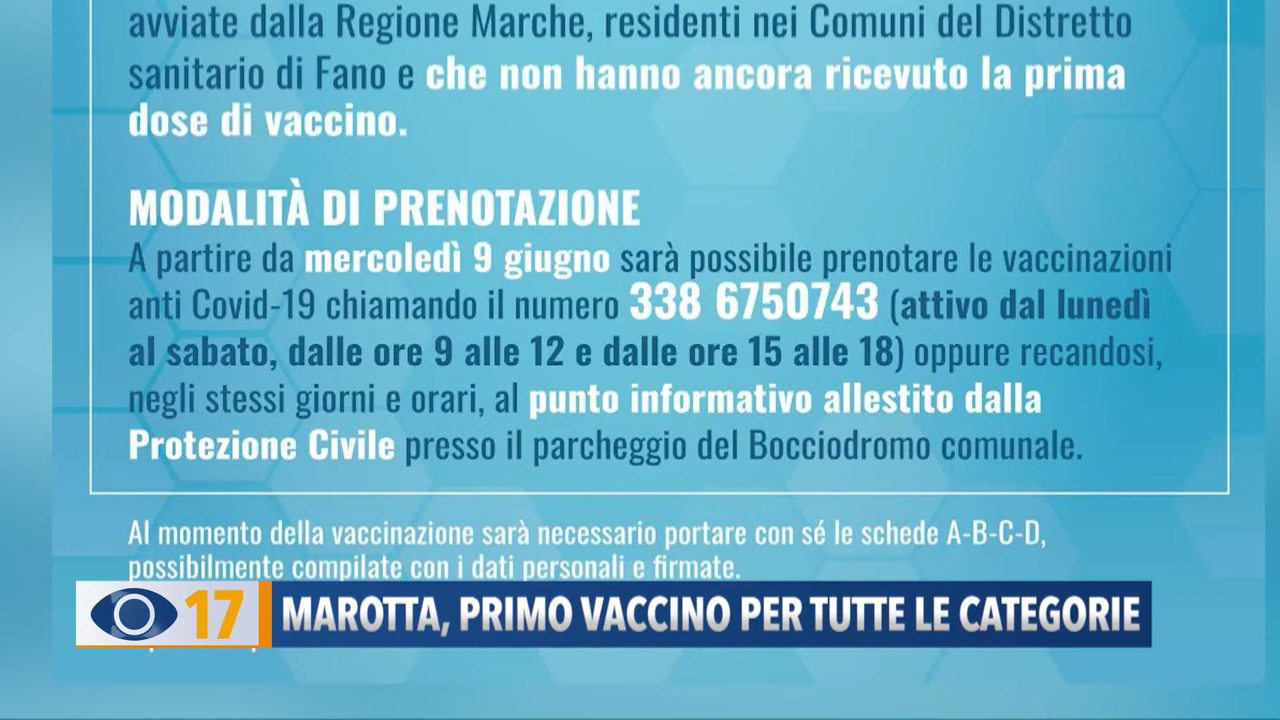 avviate dalla Regione Marche, residenti nei Comuni del Distretto
sanitario di Fano e che non hanno ancora ricevuto la prima
dose di vaccino.
MODALITÀ DI PRENOTAZIONE
A partire da mercoledì 9 giugno sarà possibile prenotare le vaccinazioni
anti Covid-19 chiamando il numero 338 6750743 (attivo dal lunedì
al sabato, dalle ore 9 alle 12 e dalle ore 15 alle 18) oppure recandosi,
negli stessi giorni e orari, al punto informativo allestito dalla
Protezione Civile presso il parcheggio del Bocciodromo comunale.
Al momento della vaccinazione sarà necessario portare con sé le schede A-B-C-D,
possibilmente compilate con i dati personali e firmate.
17 MAROTTA, PRIMO VACCINO PER TUTTE LE CATEGORIE